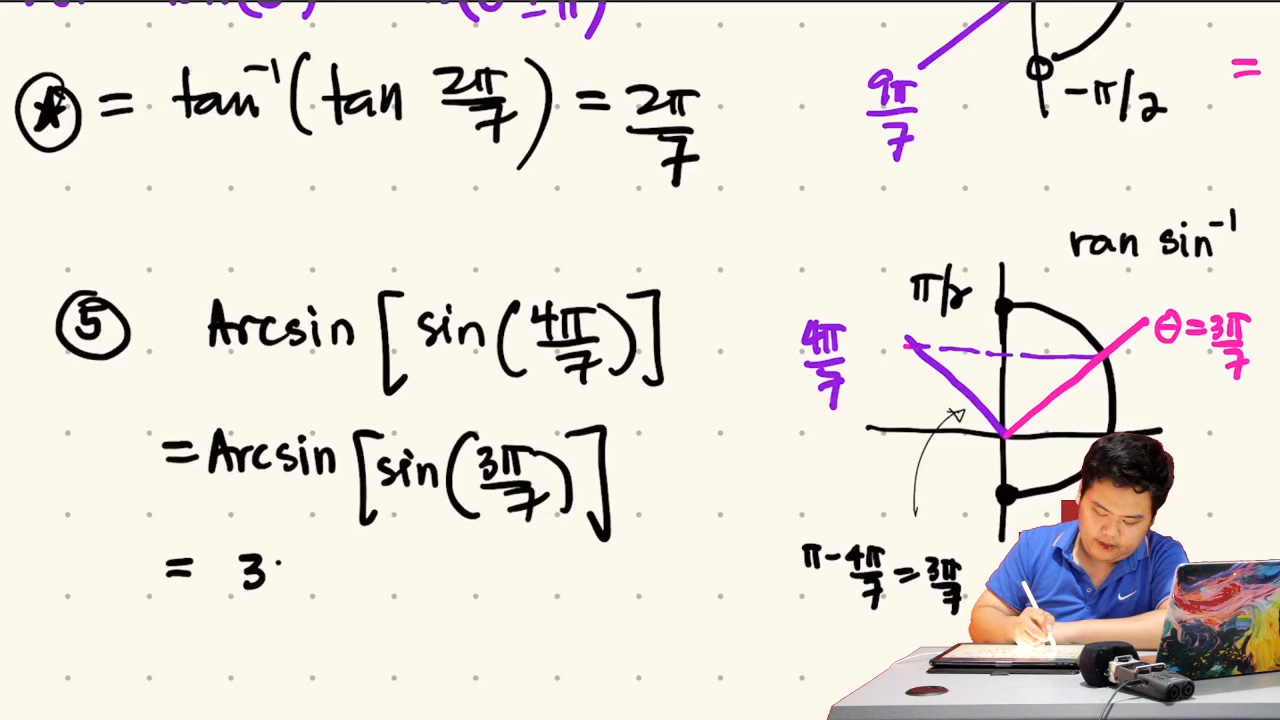 9π/7
−π/2
=
⊛ = tan⁻¹(tan 2π/7) = 2π/7
ran sin⁻¹
π/2
⑤ Arcsin [sin(4π/7)]
4π/7
θ = 3π/7
= Arcsin [sin(3π/7)]
= 3
π − 4π/7 = 3π/7